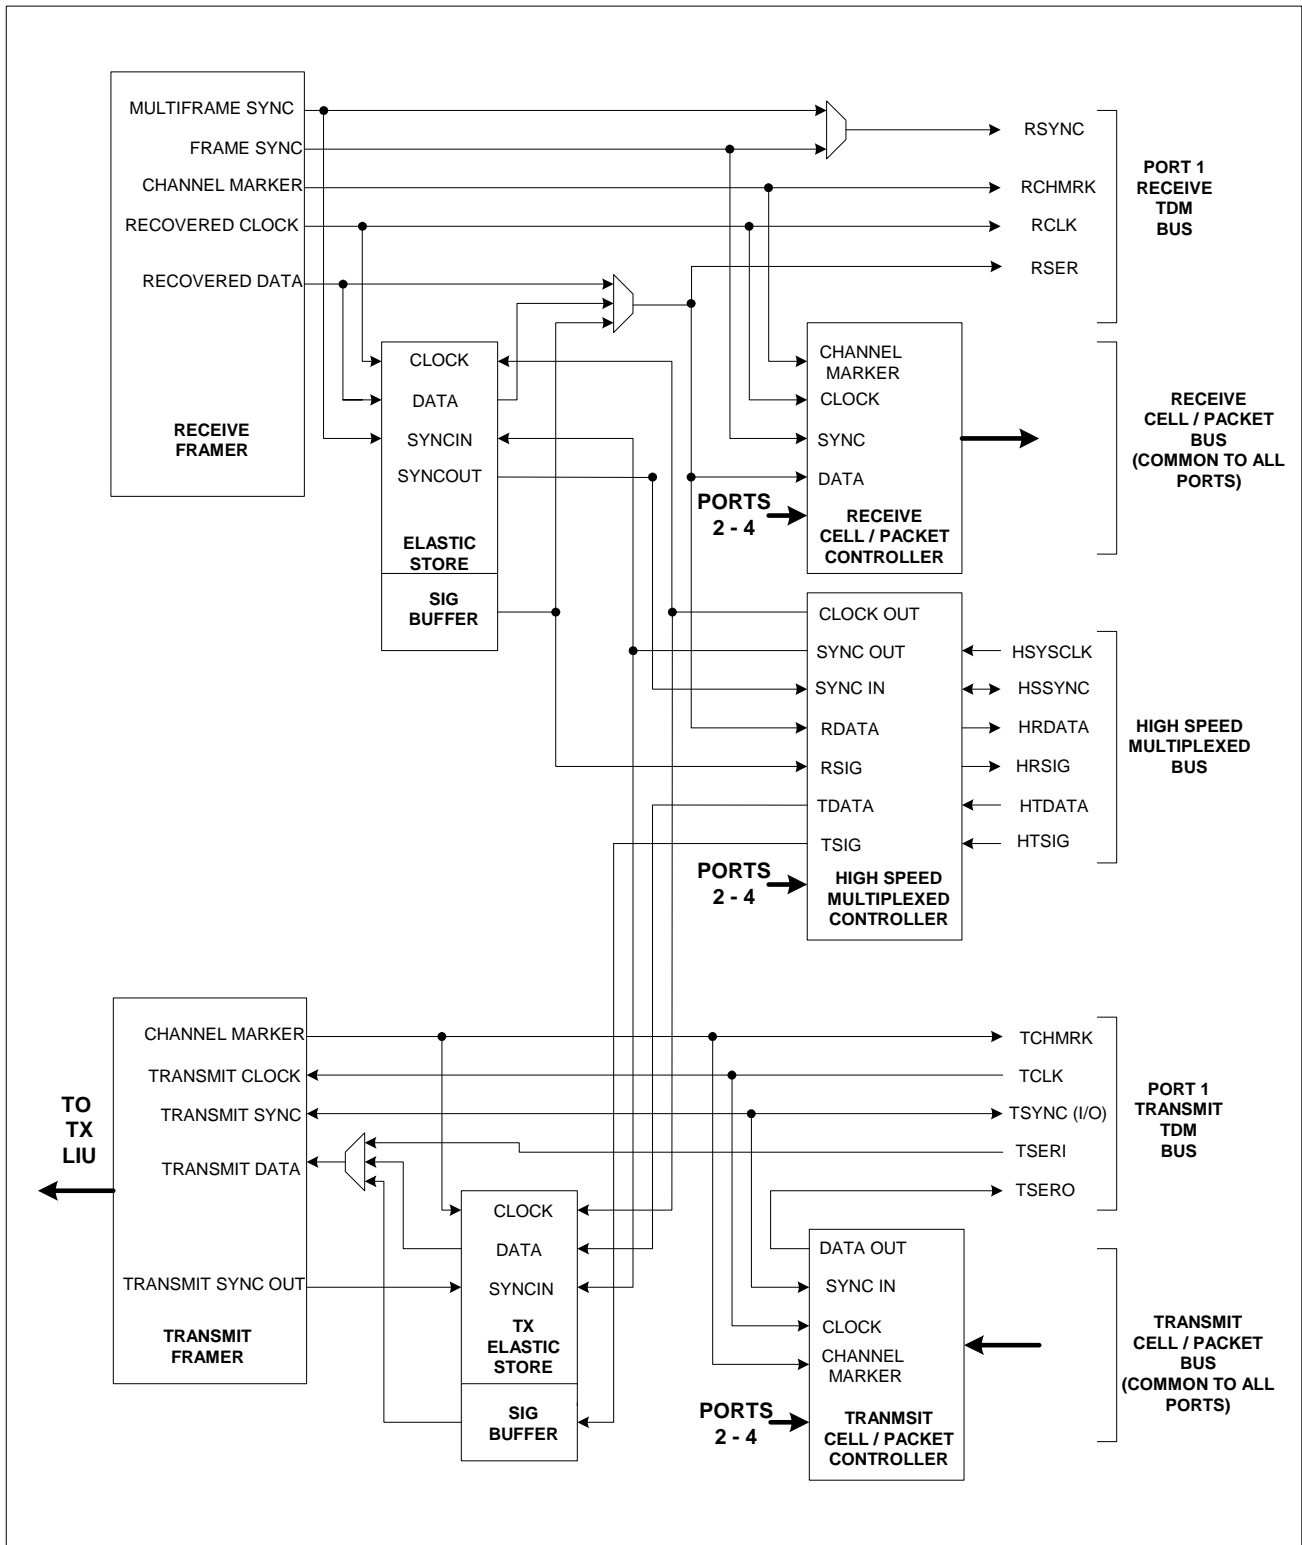 MULTIFRAME SYNC
FRAME SYNC
CHANNEL MARKER
RECOVERED CLOCK
RECOVERED DATA
RECEIVE
FRAMER
RSYNC
RCHMRK
RCLK
RSER
PORT 1
RECEIVE
TDM
BUS
CLOCK
DATA
SYNCIN
SYNCOUT
ELASTIC
STORE
SIG
BUFFER
CHANNEL
MARKER
CLOCK
SYNC
DATA
PORTS
2 - 4
RECEIVE
CELL / PACKET
CONTROLLER
RECEIVE
CELL / PACKET
BUS
(COMMON TO ALL
PORTS)
CLOCK OUT
SYNC OUT
SYNC IN
RDATA
RSIG
TDATA
TSIG
PORTS
2 - 4
HIGH SPEED
MULTIPLEXED
CONTROLLER
HSYSCLK
HSSYNC
HRDATA
HRSIG
HTDATA
HTSIG
HIGH SPEED
MULTIPLEXED
BUS
CHANNEL MARKER
TRANSMIT CLOCK
TRANSMIT SYNC
TRANSMIT DATA
TRANSMIT SYNC OUT
TRANSMIT
FRAMER
TO
TX
LIU
TCHMRK
TCLK
TSYNC (I/O)
TSERI
TSERO
PORT 1
TRANSMIT
TDM
BUS
CLOCK
DATA
SYNCIN
TX
ELASTIC
STORE
SIG
BUFFER
DATA OUT
SYNC IN
CLOCK
CHANNEL
MARKER
PORTS
2 - 4
TRANMSIT
CELL / PACKET
CONTROLLER
TRANSMIT
CELL / PACKET
BUS
(COMMON TO ALL
PORTS)